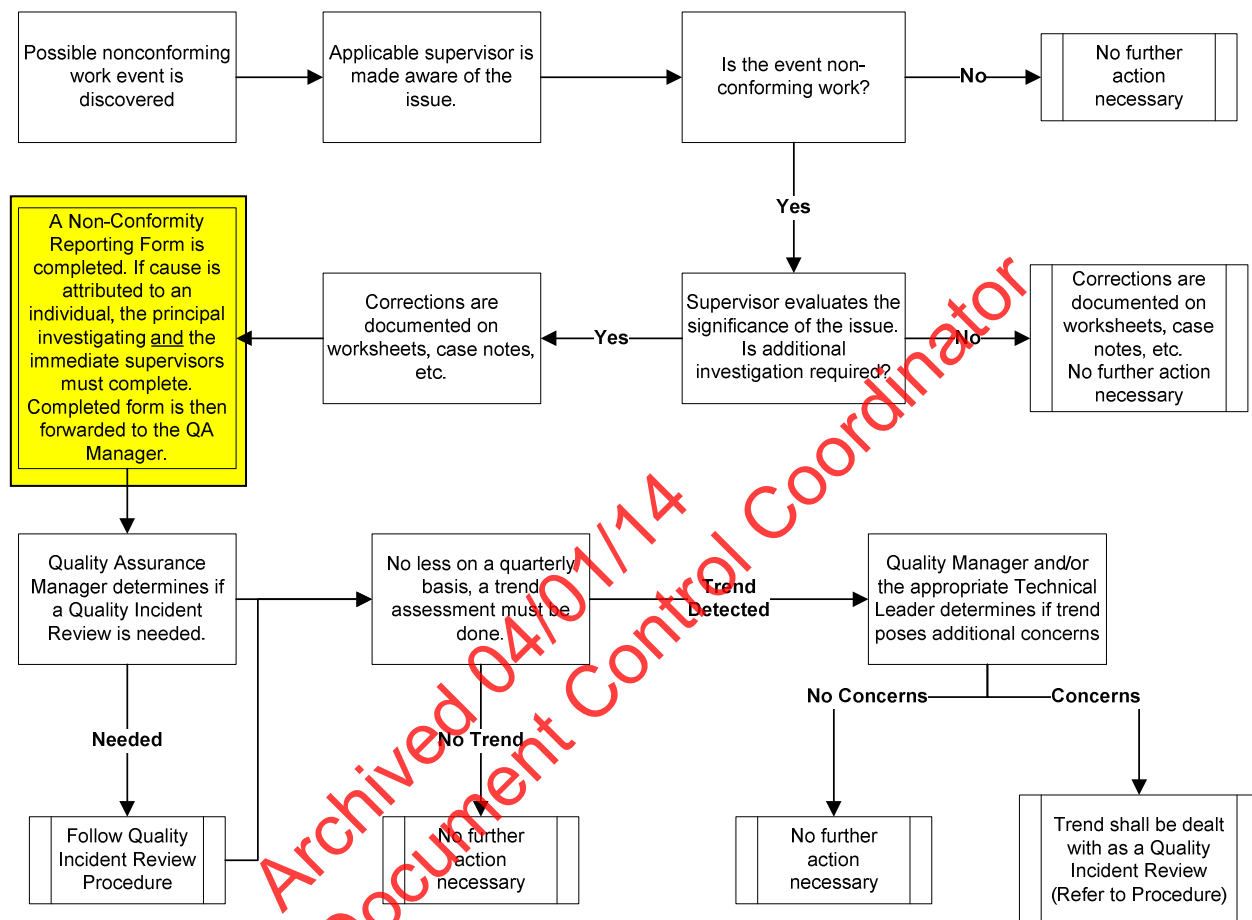 Possible nonconforming
work event is
discovered
Applicable supervisor is
made aware of the
issue.
Is the event non-
conforming work?
No
No further
action
necessary
Yes
A Non-Conformity
Reporting Form is
completed. If cause is
attributed to an
individual, the principal
investigating and the
immediate supervisors
must complete.
Completed form is then
forwarded to the QA
Manager.
Corrections are
documented on
worksheets, case notes,
etc.
Yes
Supervisor evaluates the
significance of the issue.
Is additional
investigation required?
No
Corrections are
documented on
worksheets, case
notes, etc.
No further action
necessary
Quality Assurance
Manager determines if
a Quality Incident
Review is needed.
No less on a quarterly
basis, a trend
assessment must be
done.
Trend
Detected
Quality Manager and/or
the appropriate Technical
Leader determines if trend
poses additional concerns
Needed
No Trend
No Concerns
Concerns
Follow Quality
Incident Review
Procedure
No further
action
necessary
No further
action
necessary
Trend shall be dealt
with as a Quality
Incident Review
(Refer to Procedure)
Archived 04/01/14
Document Control Coordinator